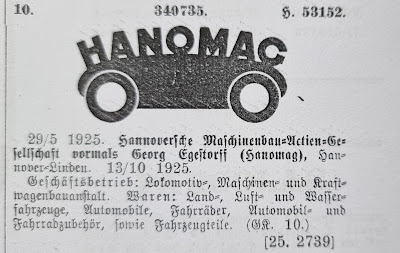 10. 340735. H. 53152.
HANOMAG
29/5 1925. Hannoversche Maschinenbau-Actien-Ge-
sellschaft vormals Georg Egestorff (Hanomag), Han-
nover-Linden. 13/10 1925.
Geschäftsbetrieb: Lokomotiv-, Maschinen- und Kraft-
wagenbauanstalt. Waren: Land-, Luft- und Wasser-
fahrzeuge, Automobile, Fahrräder, Automobil- und
Fahrradzubehör, sowie Fahrzeugteile. (GK. 10.)
[25. 2739]